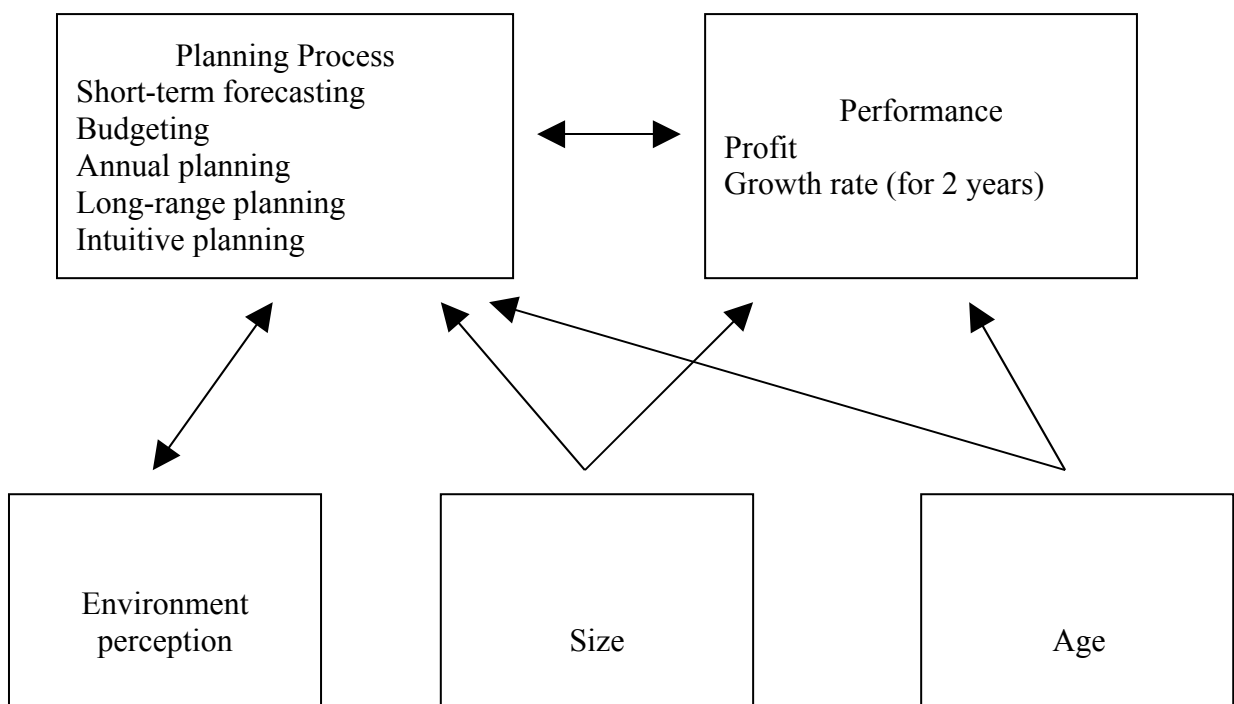 Planning Process
Short-term forecasting
Budgeting
Annual planning
Long-range planning
Intuitive planning
Performance
Profit
Growth rate (for 2 years)
Environment
perception
Size
Age